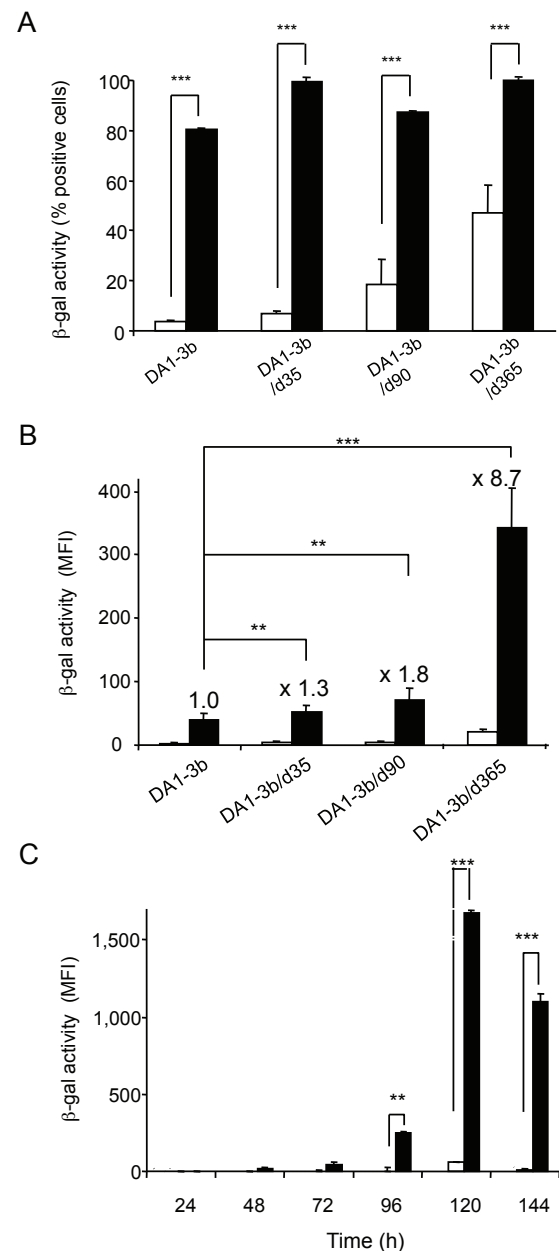 A
***
***
***
***
β-gal activity (% positive cells)
100
80
60
40
20
0
DA1-3b
DA1-3b
/d35
DA1-3b
/d90
DA1-3b
/d365
B
***
x 8.7
**
**
β-gal activity (MFI)
400
300
200
100
0
1.0
x 1.3
x 1.8
DA1-3b
DA1-3b/d35
DA1-3b/d90
DA1-3b/d365
C
***
***
**
β-gal activity (MFI)
1,500
1,000
500
0
24 48 72 96 120 144
Time (h)